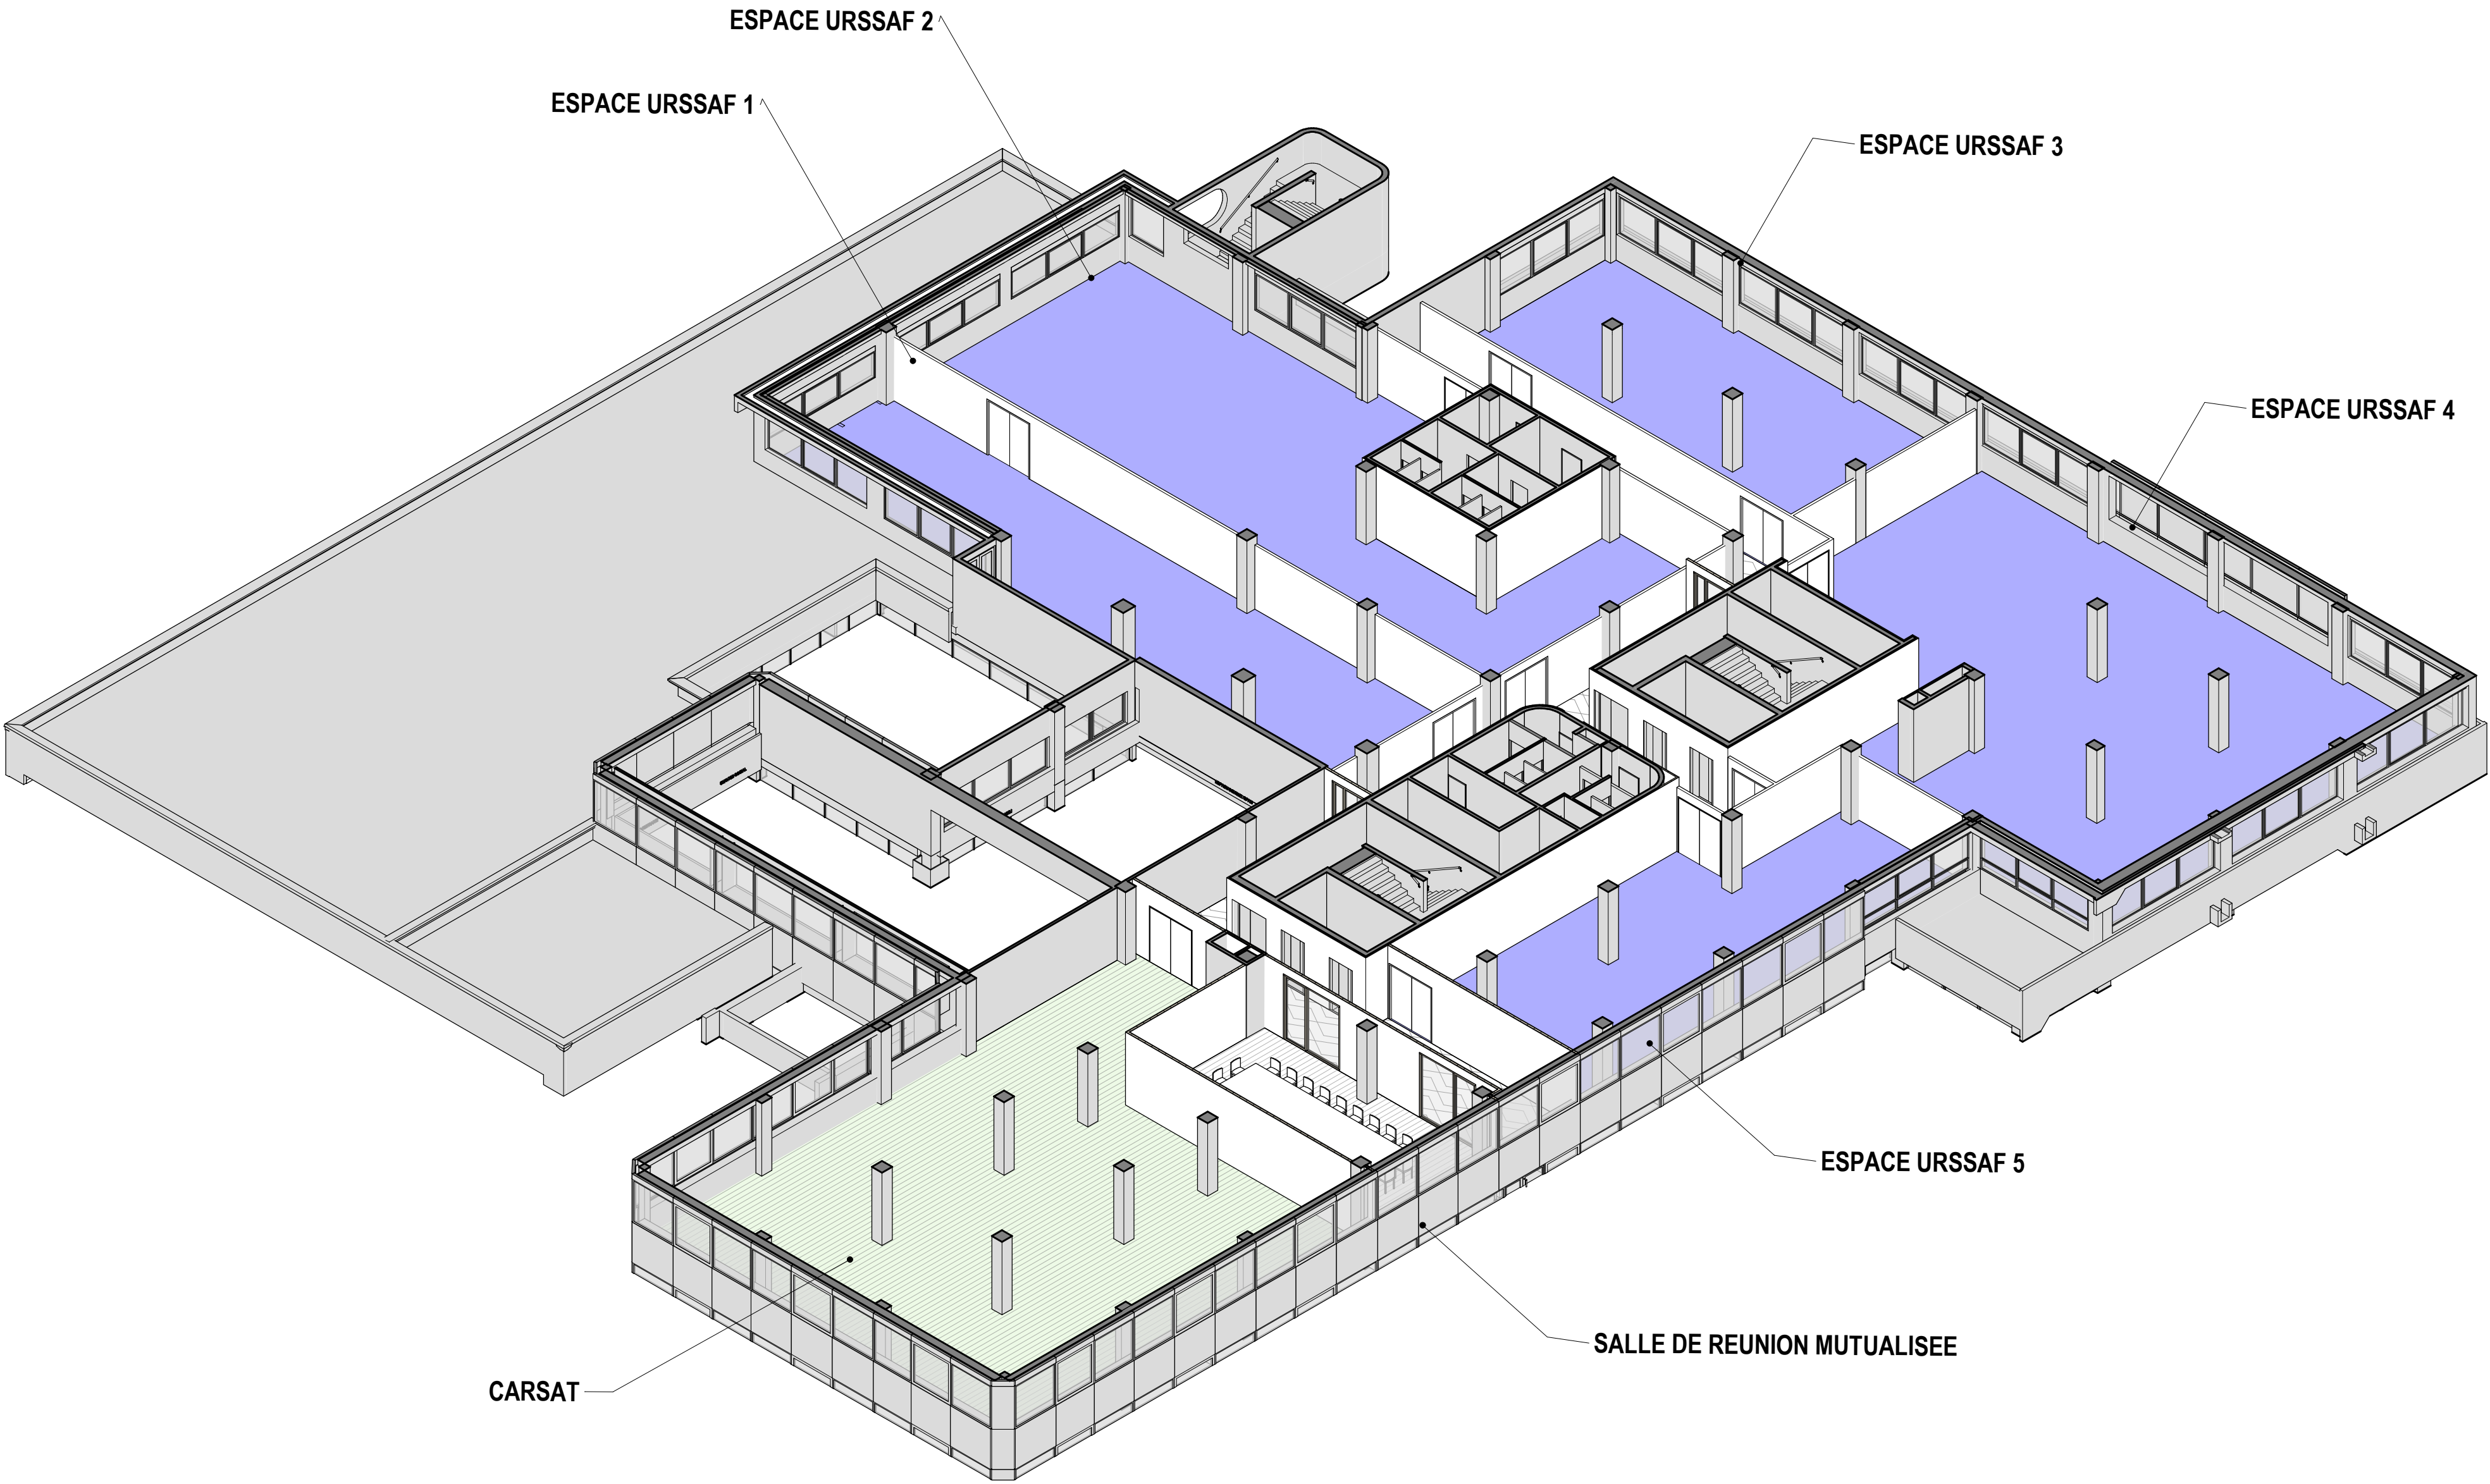 ESPACE URSSAF 2
ESPACE URSSAF 1
ESPACE URSSAF 3
ESPACE URSSAF 4
ESPACE URSSAF 5
SALLE DE REUNION MUTUALISEE
CARSAT